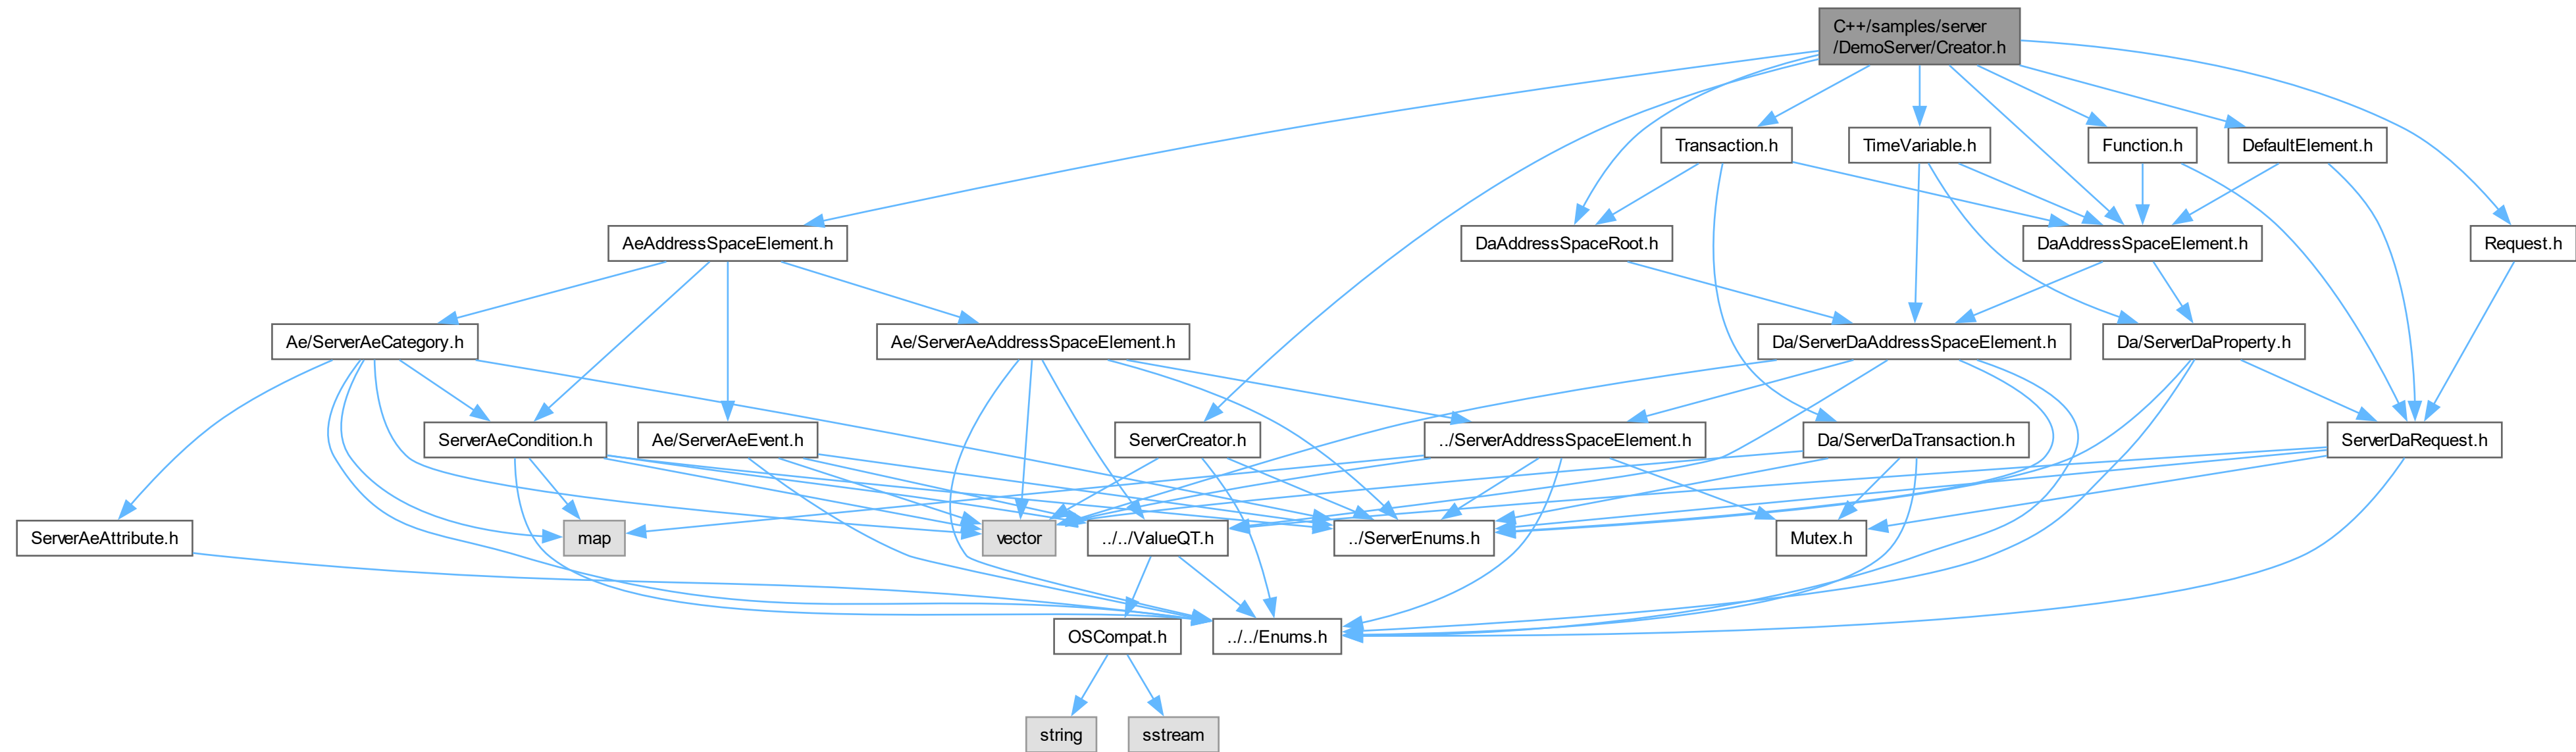 C++/samples/server
/DemoServer/Creator.h
Transaction.h
TimeVariable.h
Function.h
DefaultElement.h
AeAddressSpaceElement.h
DaAddressSpaceRoot.h
DaAddressSpaceElement.h
Request.h
Ae/ServerAeCategory.h
Ae/ServerAeAddressSpaceElement.h
Da/ServerDaAddressSpaceElement.h
Da/ServerDaProperty.h
ServerAeCondition.h
Ae/ServerAeEvent.h
ServerCreator.h
../ServerAddressSpaceElement.h
Da/ServerDaTransaction.h
ServerDaRequest.h
ServerAeAttribute.h
map
vector
../../ValueQT.h
../ServerEnums.h
Mutex.h
OSCompat.h
../../Enums.h
string
sstream